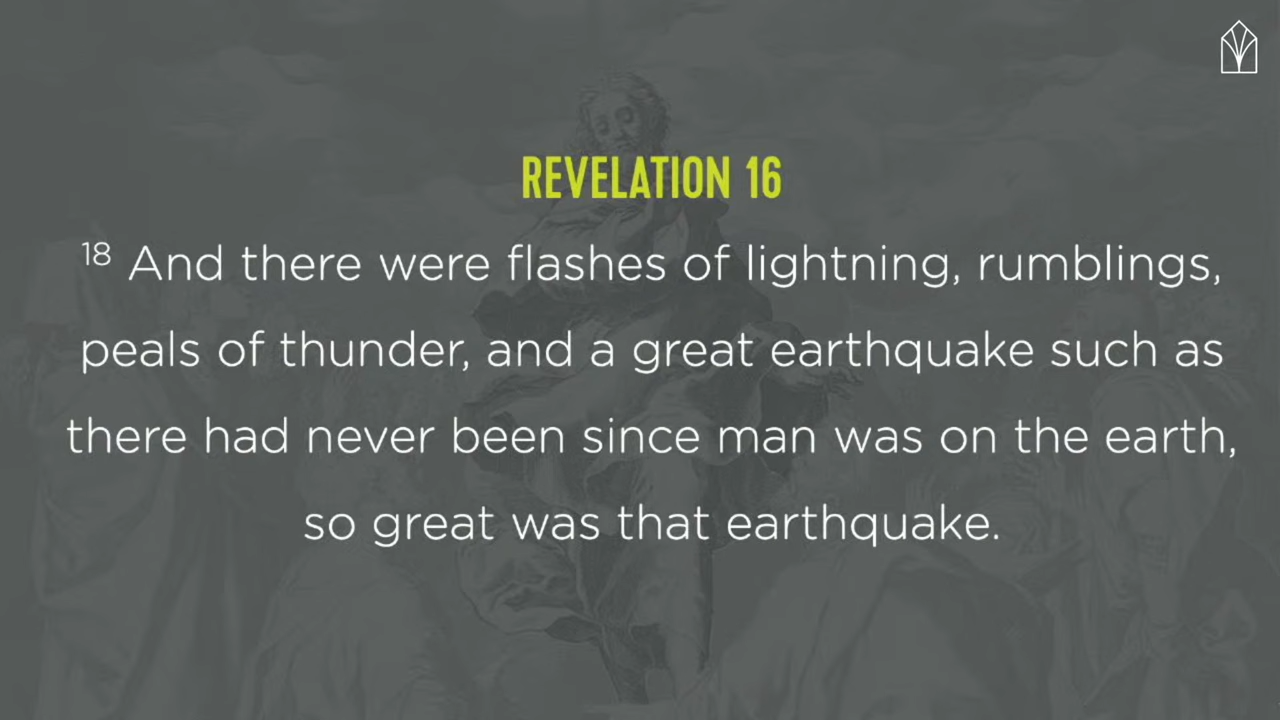 REVELATION 16
18 And there were flashes of lightning, rumblings,
peals of thunder, and a great earthquake such as
there had never been since man was on the earth,
so great was that earthquake.